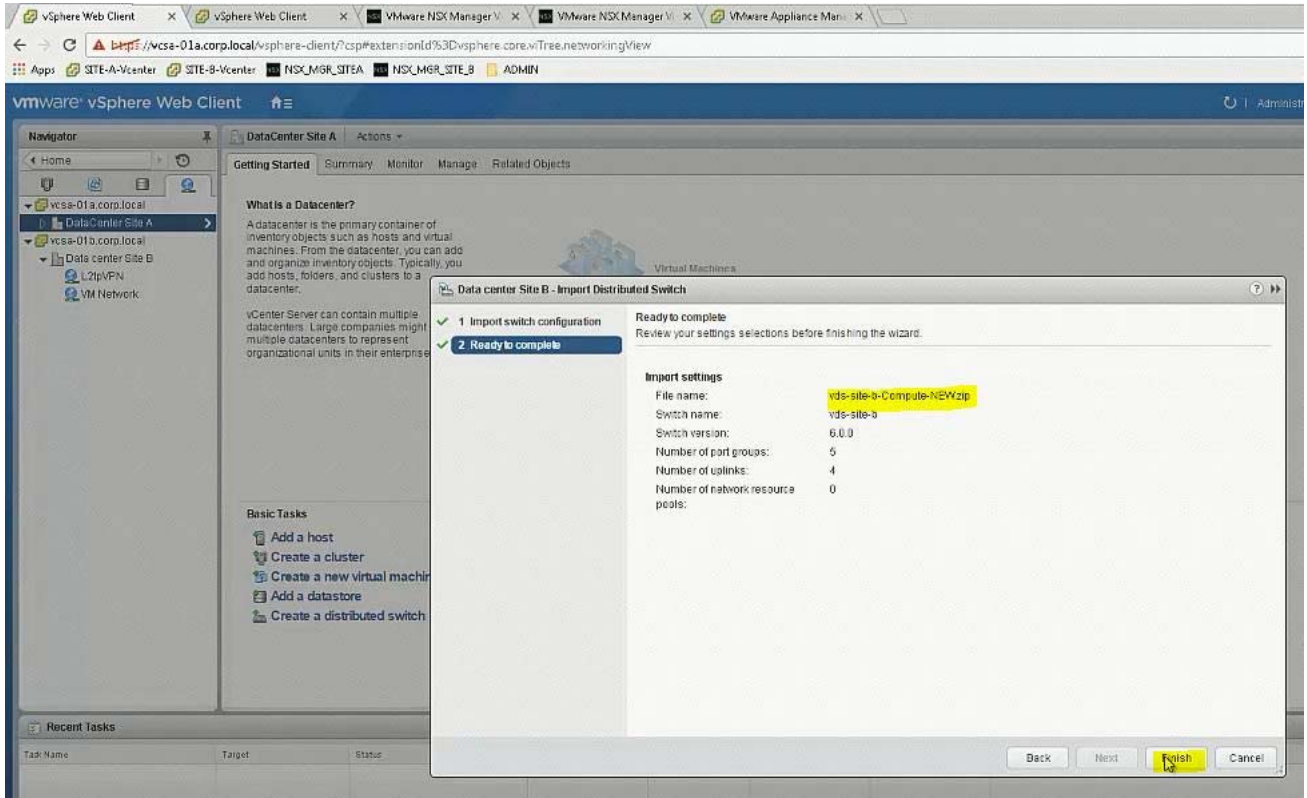 vSphere Web Client
vSphere Web Client
VMware NSX Manager V
VMware NSX Manager Vi
VMware Appliance Man
https://vcsa-01a.corp.local/vsphere-client/?csp#extensionId%3Dvsphere.core.viTree.networkingView
Apps SITE-A-Vcenter SITE-B-Vcenter NSX_MGR_SITEA NSX_MGR_SITE_B ADMIN
vmware® vSphere Web Client
Administr
Navigator
Home
vcsa-01a.corp.local
DataCenter Site A
vcsa-01b.corp.local
Data center Site B
L2IpVPN
VM Network
DataCenter Site A Actions
Getting Started Summary Monitor Manage Related Objects
What is a Datacenter?
A datacenter is the primary container of
inventory objects such as hosts and virtual
machines. From the datacenter, you can add
and organize inventory objects. Typically, you
add hosts, folders, and clusters to a
datacenter.
vCenter Server can contain multiple
datacenters. Large companies might
multiple datacenters to represent
organizational units in their enterprise
Virtual Machines
Basic Tasks
Add a host
Create a cluster
Create a new virtual machin
Add a datastore
Create a distributed switch
Data center Site B - Import Distributed Switch
1 Import switch configuration
2 Ready to complete
Ready to complete
Review your settings selections before finishing the wizard.
Import settings
File name: vds-site-b-Compute-NEW.zip
Switch name: vds-site-b
Switch version: 6.0.0
Number of port groups: 5
Number of uplinks: 4
Number of network resource 0
pools:
Back Next Finish Cancel
Recent Tasks
Task Name Target Status